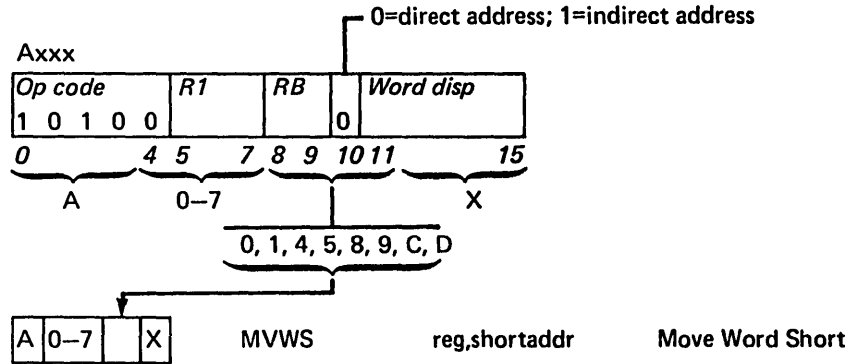 0=direct address; 1=indirect address
Axxx
Op code R1 RB Word disp
1 0 1 0 0 0
0 4 5 7 8 9 10 11 15
A 0–7 X
0, 1, 4, 5, 8, 9, C, D
A 0–7 X MVWS reg,shortaddr Move Word Short